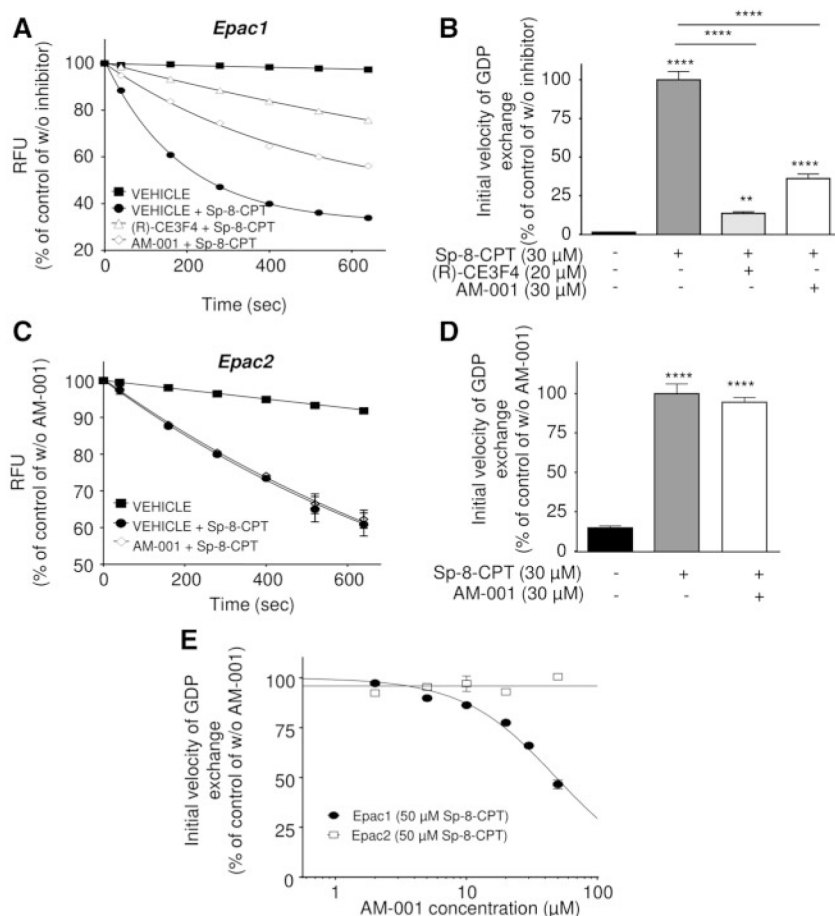 A
Epac1
RFU
(% of control of w/o inhibitor)
100
80
60
40
20
0
200
400
600
Time (sec)
VEHICLE
VEHICLE + Sp-8-CPT
(R)-CE3F4 + Sp-8-CPT
AM-001 + Sp-8-CPT
B
Initial velocity of GDP
exchange
(% of control of w/o inhibitor)
100
75
50
25
0
****
****
****
**
****
Sp-8-CPT (30 µM) - + + +
(R)-CE3F4 (20 µM) - - + -
AM-001 (30 µM) - - - +
C
Epac2
RFU
(% of control of w/o AM-001)
100
90
80
70
60
50
0
200
400
600
Time (sec)
VEHICLE
VEHICLE + Sp-8-CPT
AM-001 + Sp-8-CPT
D
Initial velocity of GDP
exchange
(% of control of w/o AM-001)
100
75
50
25
0
****
****
Sp-8-CPT (30 µM) - + +
AM-001 (30 µM) - - +
E
Initial velocity of GDP
exchange
(% of control of w/o AM-001)
100
75
50
25
0
Epac1 (50 µM Sp-8-CPT)
Epac2 (50 µM Sp-8-CPT)
1
10
100
AM-001 concentration (µM)